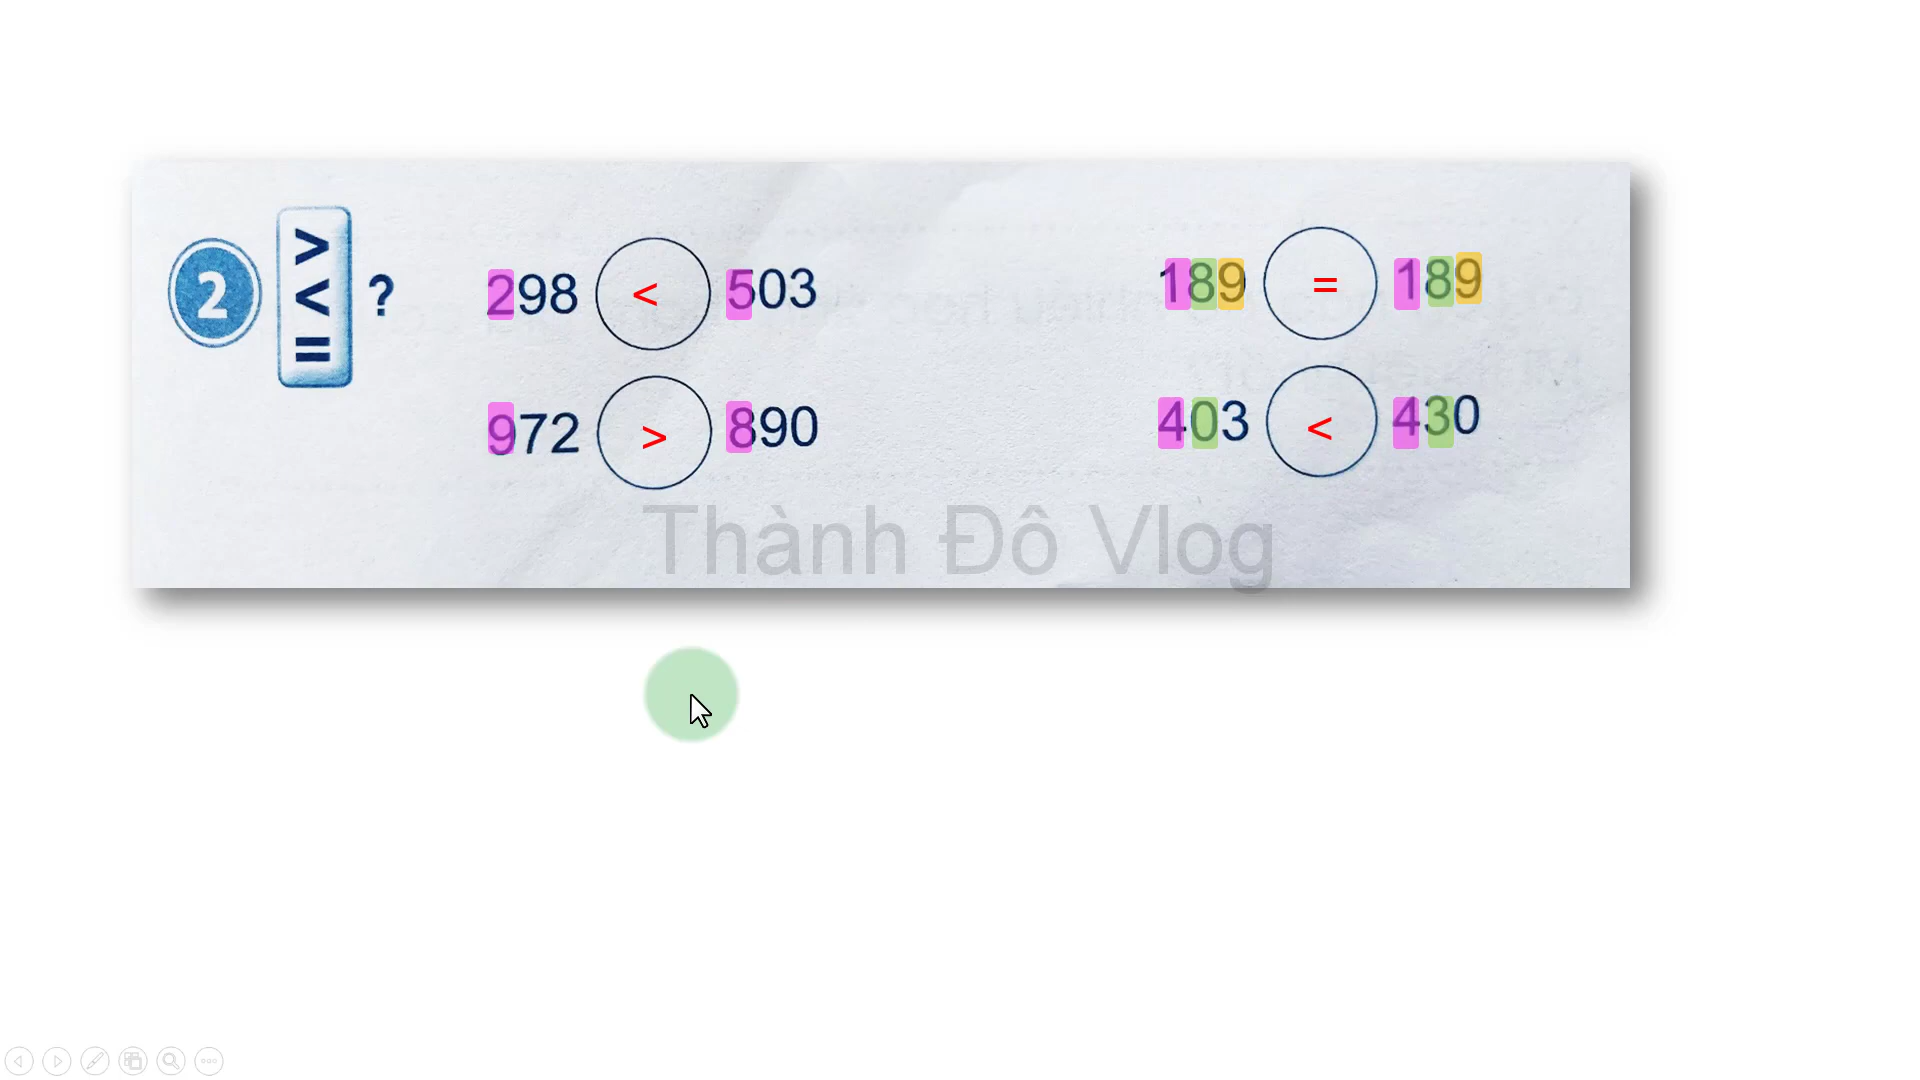 2 > < = ? 298 < 503 189 = 189
972 > 890 403 < 430
Thành Đô Vlog